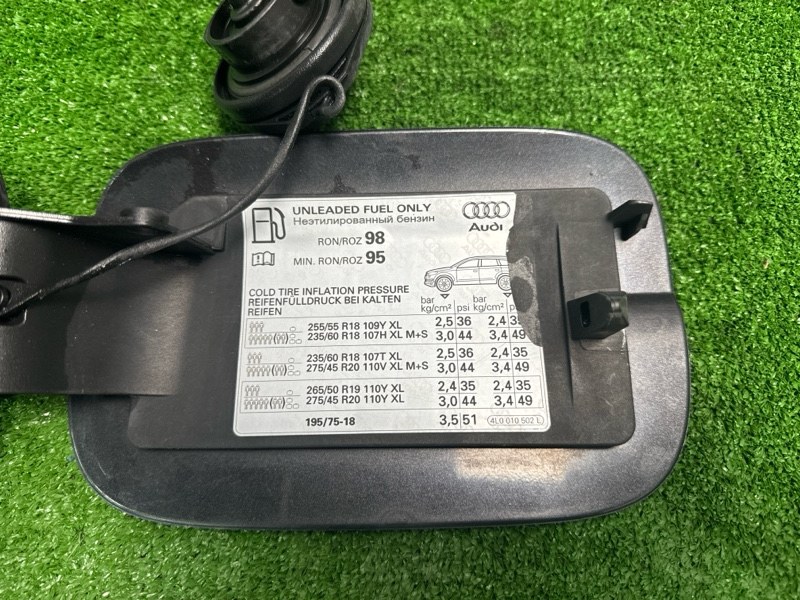 UNLEADED FUEL ONLY
Неэтилированный бензин
Audi
RON/ROZ 98
MIN. RON/ROZ 95
COLD TIRE INFLATION PRESSURE
REIFENFÜLLDRUCK BEI KALTEN
REIFEN
bar psi bar
kg/cm² kg/cm²
255/55 R18 109Y XL 2,5 36 2,4
235/60 R18 107H XL M+S 3,0 44 3,4 49
235/60 R18 107T XL 2,5 36 2,4 35
275/45 R20 110V XL M+S 3,0 44 3,4 49
265/50 R19 110Y XL 2,4 35 2,4 35
275/45 R20 110Y XL 3,0 44 3,4 49
195/75-18 3,5 51 4L0 010 502 L